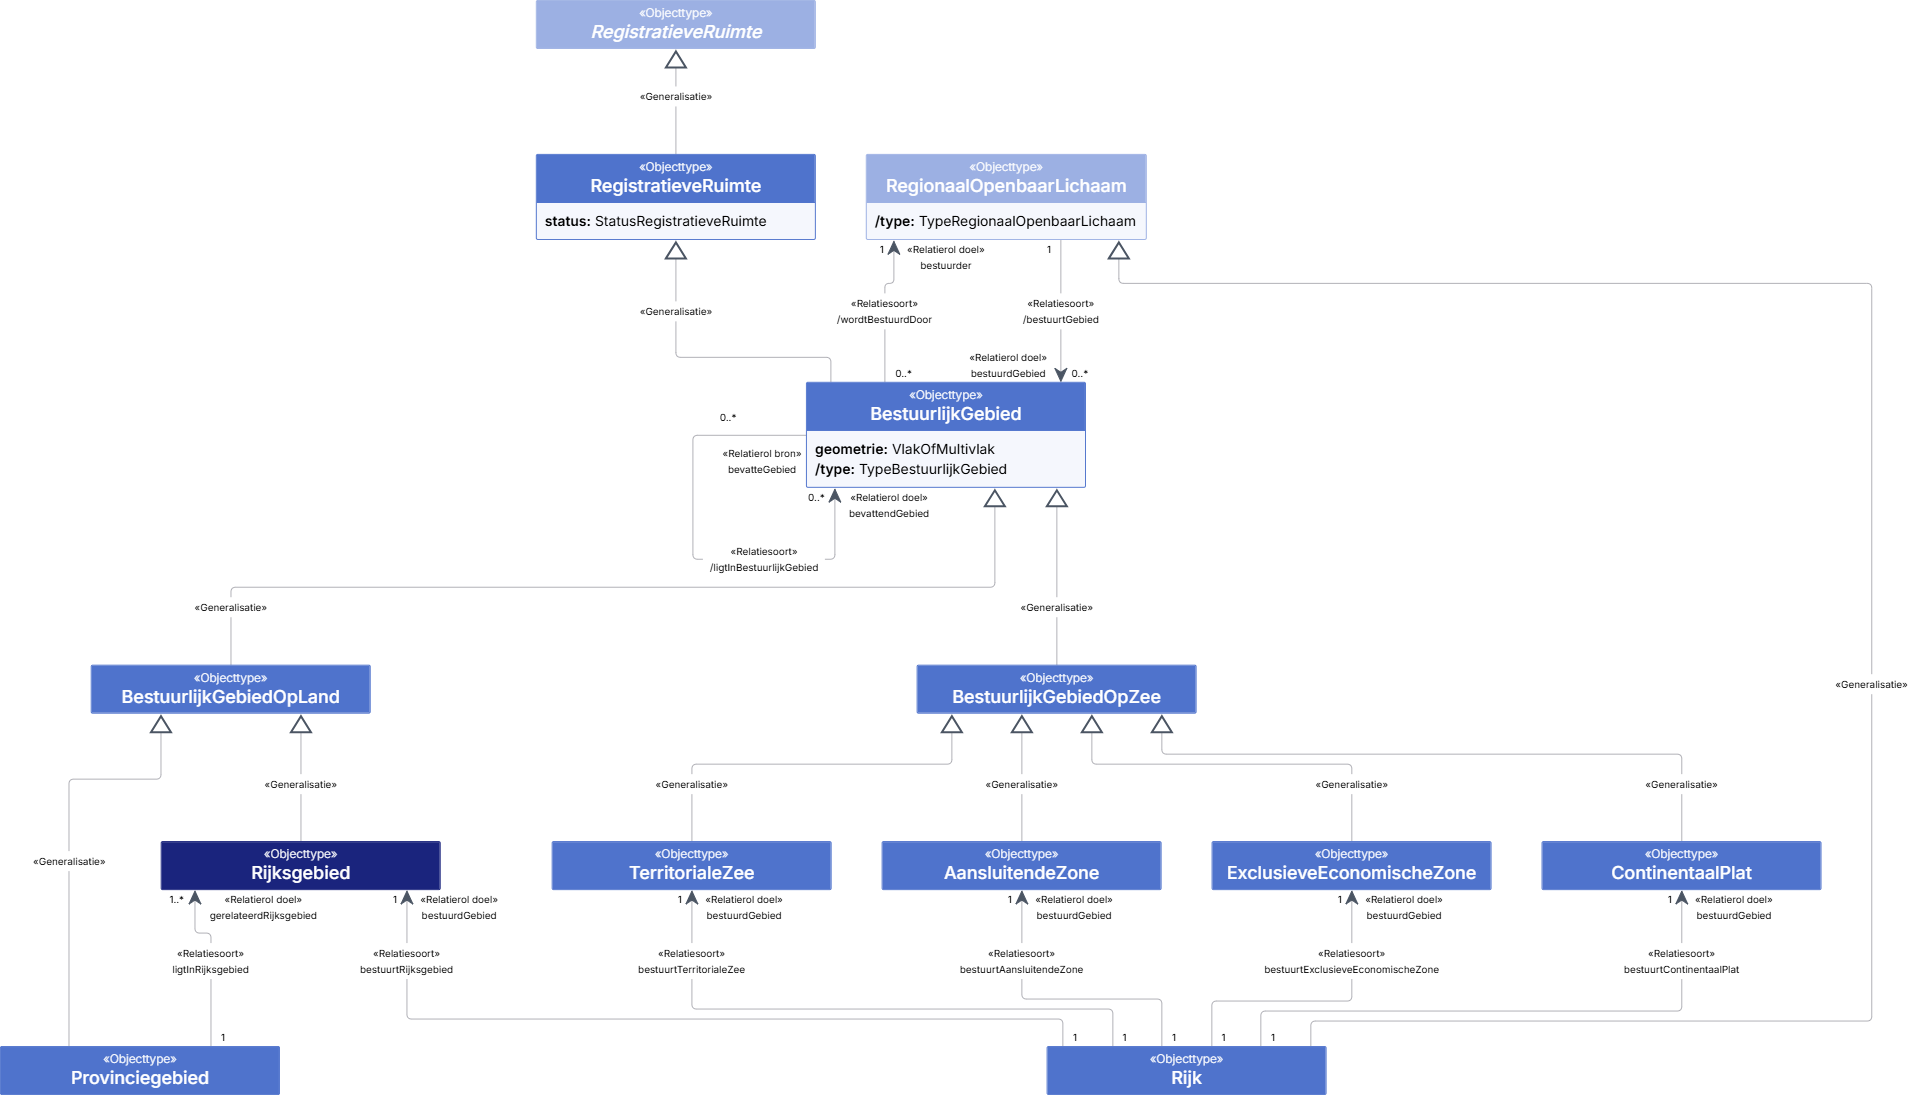 «Objecttype»
RegistratieveRuimte
«Generalisatie»
«Objecttype»
RegistratieveRuimte
status: StatusRegistratieveRuimte
«Objecttype»
RegionaalOpenbaarLichaam
/type: TypeRegionaalOpenbaarLichaam
1
«Relatierol doel»
bestuurder
1
«Generalisatie»
«Relatiesoort»
/wordtBestuurdDoor
«Relatiesoort»
/bestuurtGebied
0..*
«Relatierol doel»
bestuurdGebied
0..*
«Objecttype»
BestuurlijkGebied
geometrie: VlakOfMultivlak
/type: TypeBestuurlijkGebied
0..*
«Relatierol bron»
bevatteGebied
0..*
«Relatierol doel»
bevattendGebied
«Relatiesoort»
/ligtInBestuurlijkGebied
«Generalisatie»
«Generalisatie»
«Objecttype»
BestuurlijkGebiedOpLand
«Objecttype»
BestuurlijkGebiedOpZee
«Generalisatie»
«Generalisatie»
«Generalisatie»
«Generalisatie»
«Generalisatie»
«Generalisatie»
«Generalisatie»
«Objecttype»
Rijksgebied
«Objecttype»
TerritorialeZee
«Objecttype»
AansluitendeZone
«Objecttype»
ExclusieveEconomischeZone
«Objecttype»
ContinentaalPlat
1..*
«Relatierol doel»
gerelateerdRijksgebied
1
«Relatierol doel»
bestuurdGebied
1
«Relatierol doel»
bestuurdGebied
1
«Relatierol doel»
bestuurdGebied
1
«Relatierol doel»
bestuurdGebied
1
«Relatierol doel»
bestuurdGebied
«Relatiesoort»
ligtInRijksgebied
«Relatiesoort»
bestuurtRijksgebied
«Relatiesoort»
bestuurtTerritorialeZee
«Relatiesoort»
bestuurtAansluitendeZone
«Relatiesoort»
bestuurtExclusieveEconomischeZone
«Relatiesoort»
bestuurtContinentaalPlat
1
1
1
1
1
1
«Objecttype»
Provinciegebied
«Objecttype»
Rijk